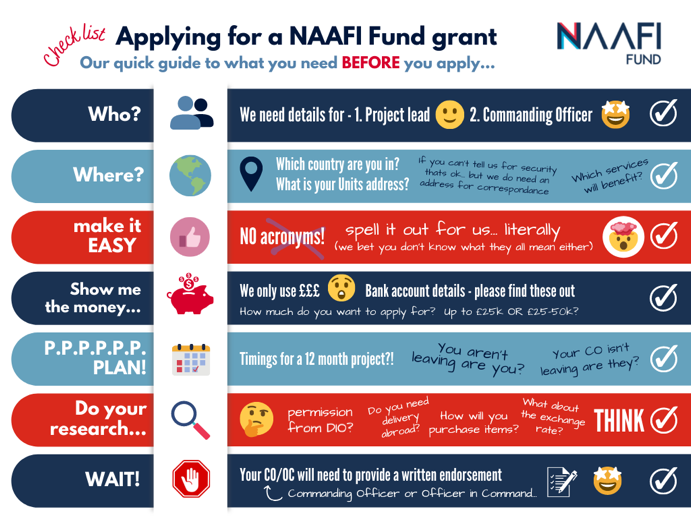 Checklist Applying for a NAAFI Fund grant
Our quick guide to what you need BEFORE you apply...
NAAFI
FUND
Who?
We need details for - 1. Project lead 2. Commanding Officer
Where?
Which country are you in?
What is your Units address?
If you can't tell us for security
thats ok... but we do need an
address for correspondance
Which services
will benefit?
make it
EASY
NO acronyms!
spell it out for us... literally
(we bet you don't know what they all mean either)
Show me
the money...
We only use £££ Bank account details - please find these out
How much do you want to apply for? Up to £25k OR £25-50k?
P.P.P.P.P.P.
PLAN!
Timings for a 12 month project?!
You aren't
leaving are you?
Your CO isn't
leaving are they?
Do your
research...
permission
from DIO?
Do you need
delivery
abroad?
How will you
purchase items?
What about
the exchange
rate?
THINK
WAIT!
Your CO/OC will need to provide a written endorsement
Commanding Officer or Officer in Command...